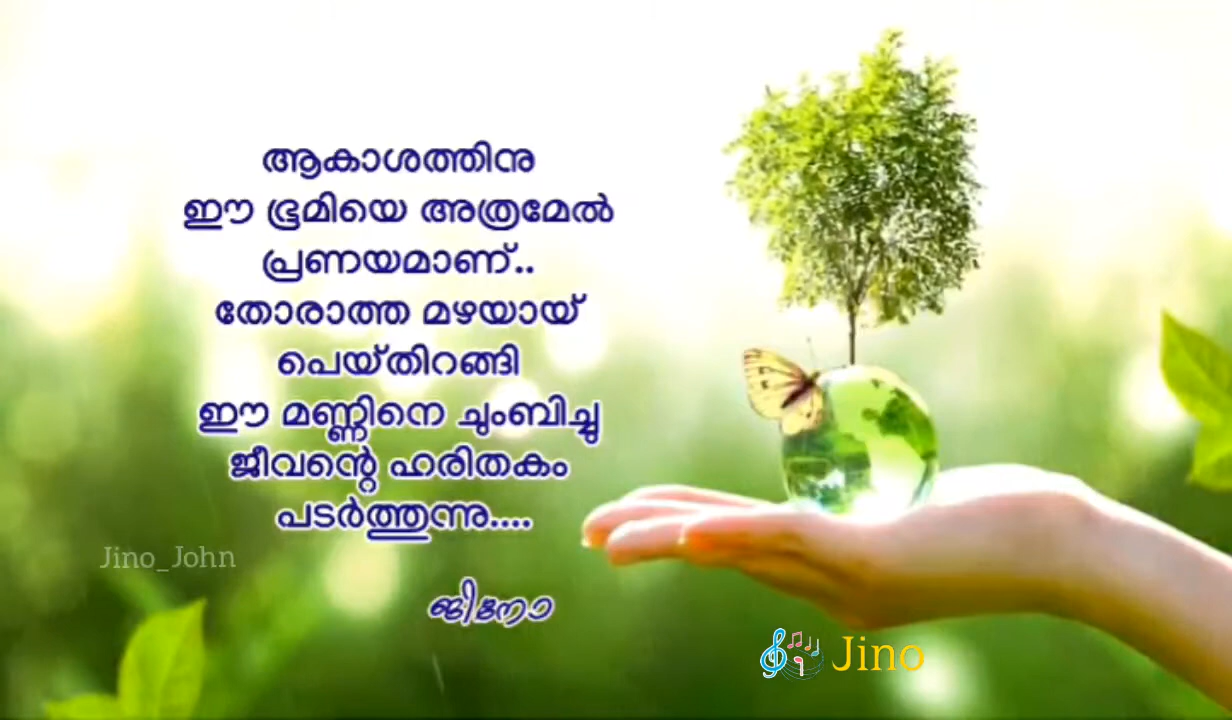 ആകാശത്തിനു
ഈ ഭൂമിയെ അത്രമേൽ
പ്രണയമാണ്..
തോരാത്ത മഴയായ്
പെയ്തിറങ്ങി
ഈ മണ്ണിനെ ചുംബിച്ചു
ജീവന്റെ ഹരിതകം
പടർത്തുന്നു....
Jino_John
ജിനോ
Jino